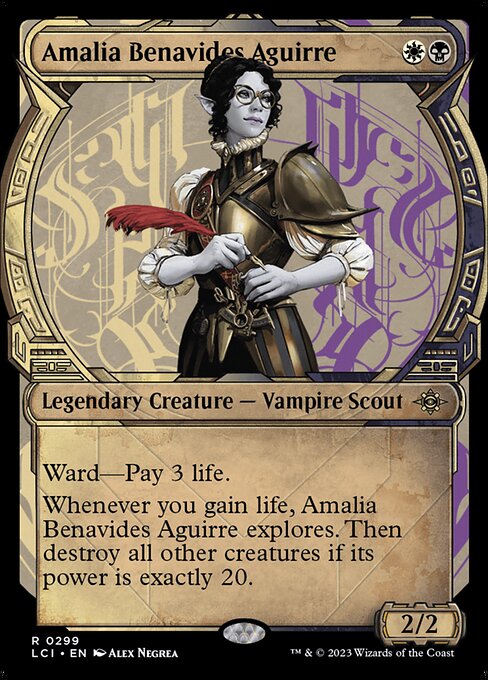 Amalia Benavides Aguirre
Legendary Creature — Vampire Scout
Ward—Pay 3 life.
Whenever you gain life, Amalia
Benavides Aguirre explores. Then
destroy all other creatures if its
power is exactly 20.
2/2
R 0299
LCI • EN ALEX NEGREA
™ & © 2023 Wizards of the Coast